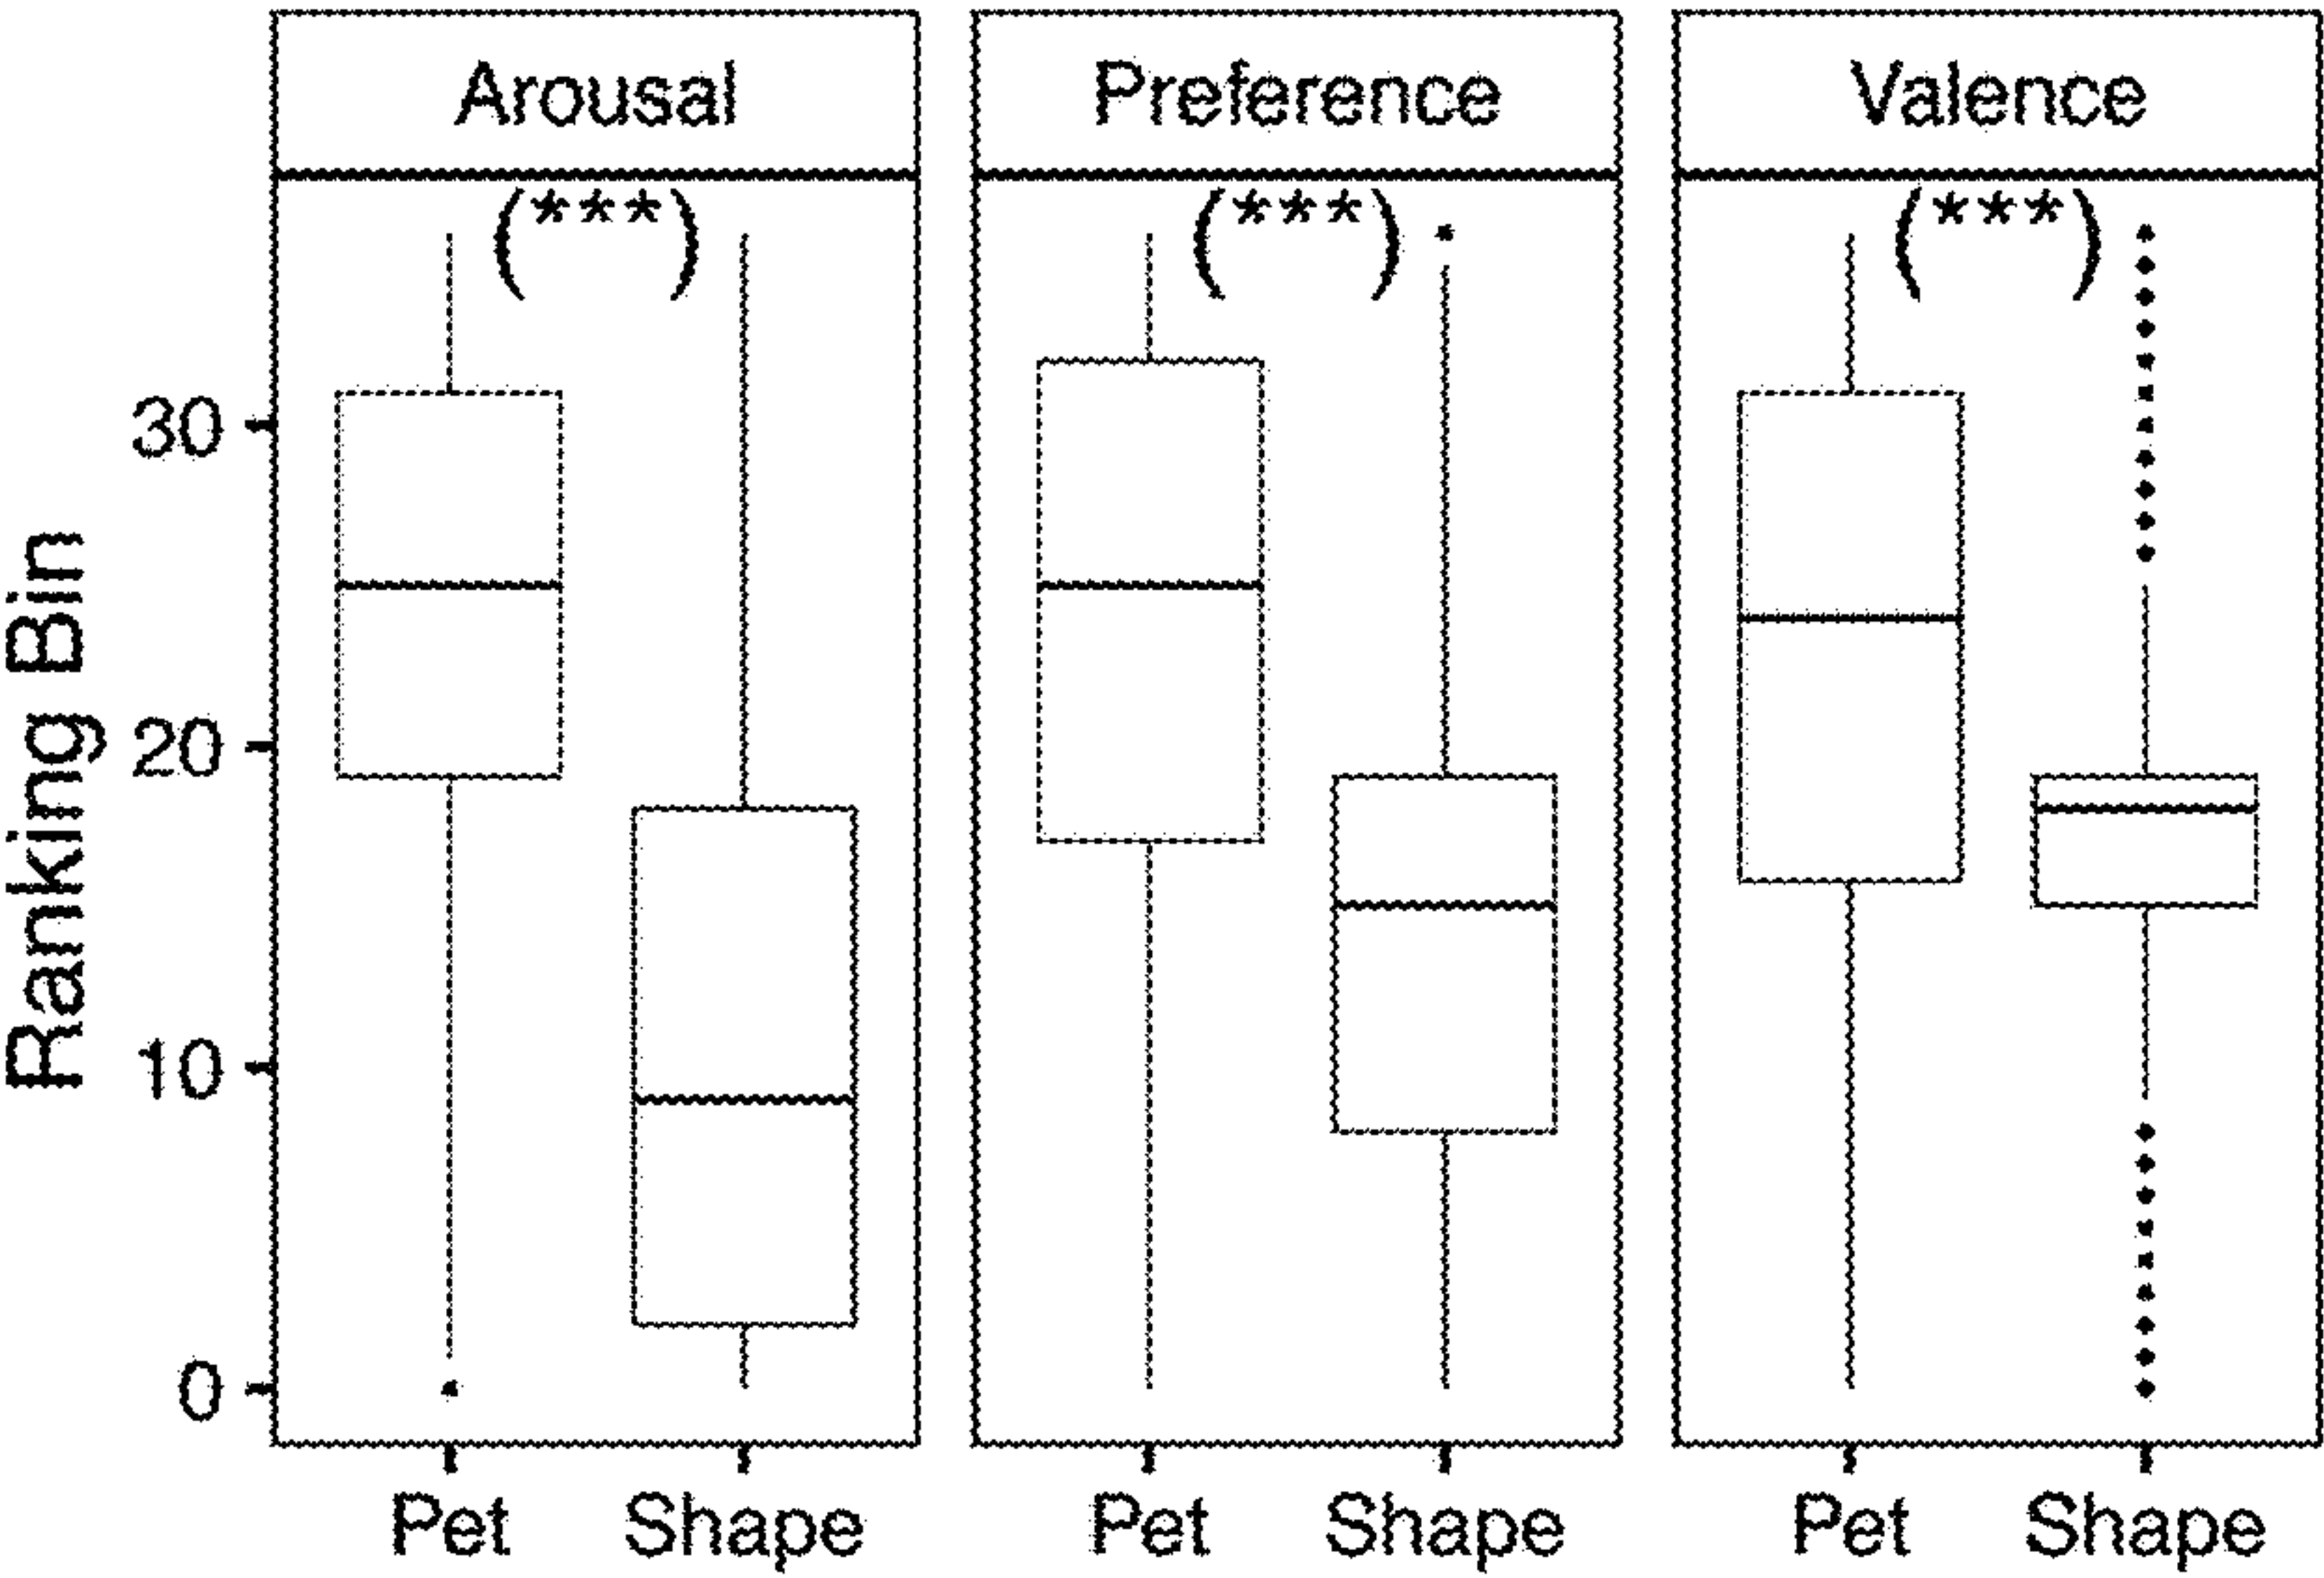 Arousal Preference Valence
(***) (***) (***)
Ranking Bin
30
20
10
0
Pet Shape Pet Shape Pet Shape